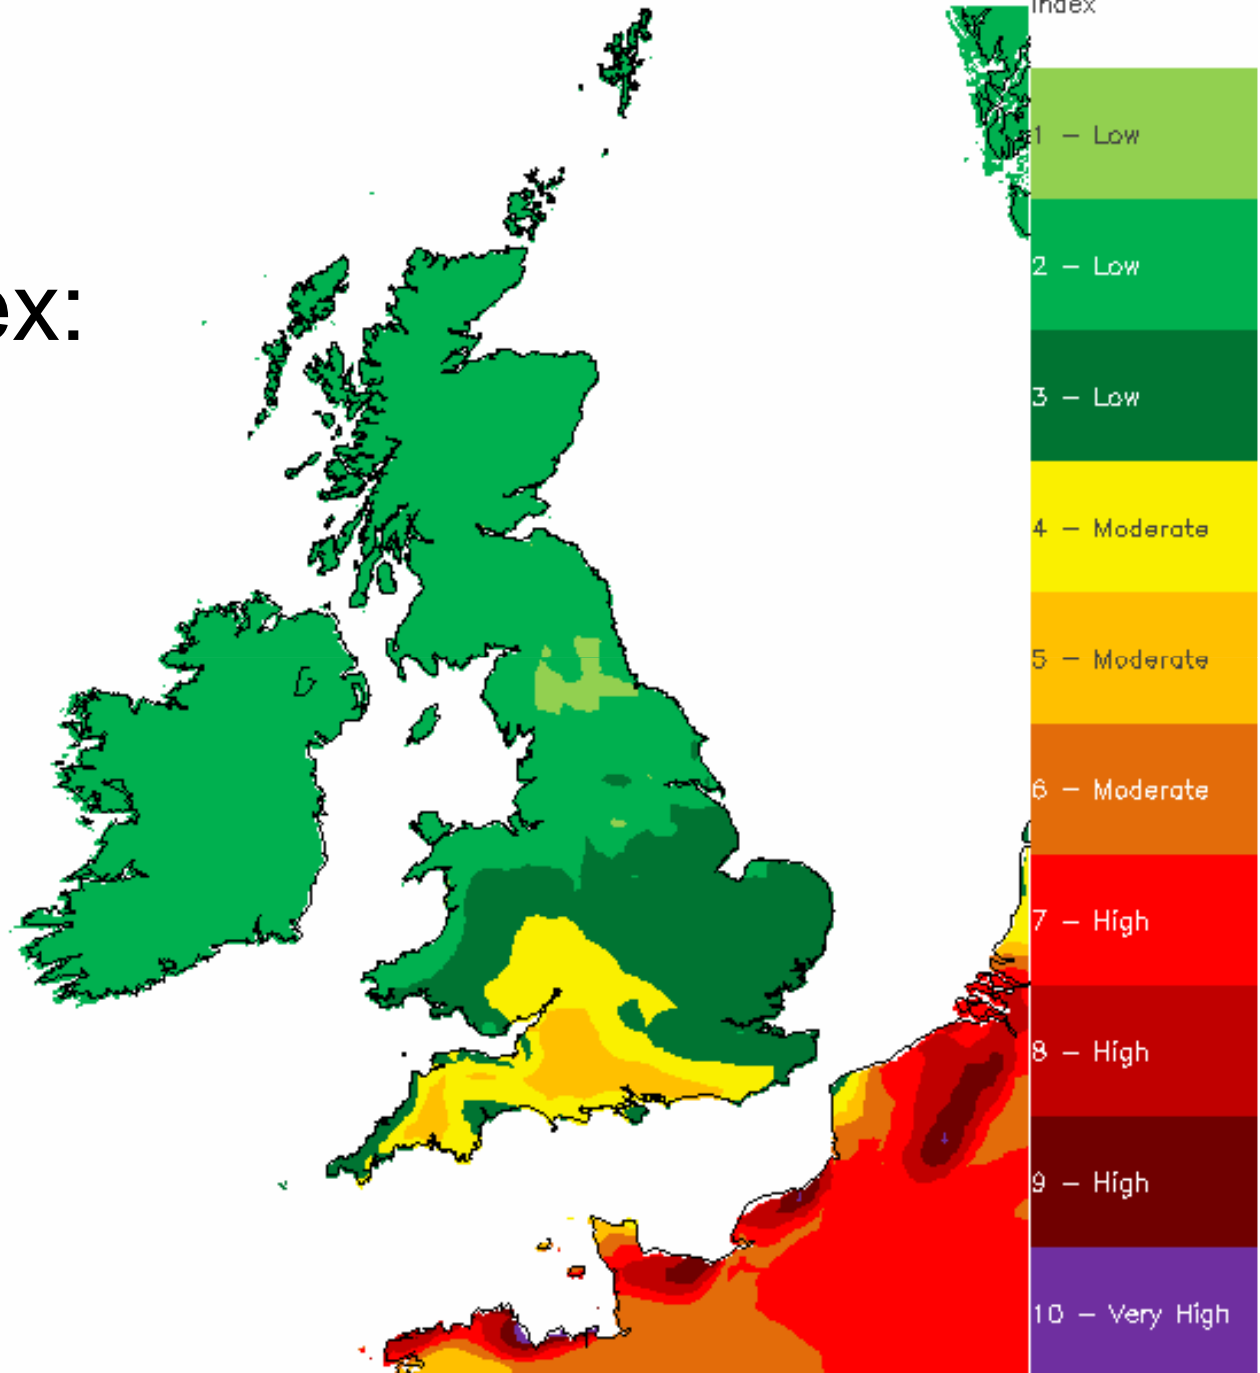 Index
ex:
1 – Low
2 – Low
3 – Low
4 – Moderate
5 – Moderate
6 – Moderate
7 – High
8 – High
9 – High
10 – Very High